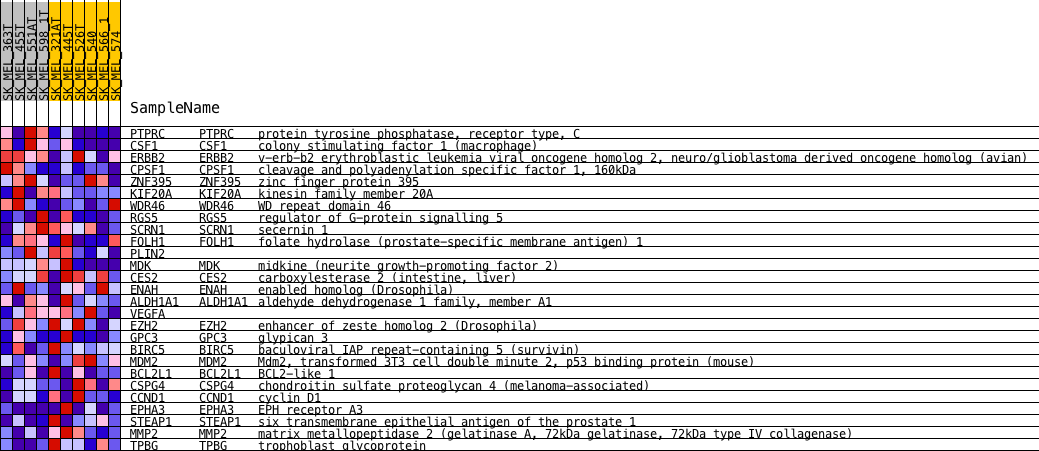 SK_MEL_363T
SK_MEL_455T
SK_MEL_551AT
SK_MEL_598_1T
SK_MEL_321AT
SK_MEL_445T
SK_MEL_526T
SK_MEL_540
SK_MEL_566_1
SK_MEL_574
SampleName
PTPRC PTPRC protein tyrosine phosphatase, receptor type, C
CSF1 CSF1 colony stimulating factor 1 (macrophage)
ERBB2 ERBB2 v-erb-b2 erythroblastic leukemia viral oncogene homolog 2, neuro/glioblastoma derived oncogene homolog (avian)
CPSF1 CPSF1 cleavage and polyadenylation specific factor 1, 160kDa
ZNF395 ZNF395 zinc finger protein 395
KIF20A KIF20A kinesin family member 20A
WDR46 WDR46 WD repeat domain 46
RGS5 RGS5 regulator of G-protein signalling 5
SCRN1 SCRN1 secernin 1
FOLH1 FOLH1 folate hydrolase (prostate-specific membrane antigen) 1
PLIN2
MDK MDK midkine (neurite growth-promoting factor 2)
CES2 CES2 carboxylesterase 2 (intestine, liver)
ENAH ENAH enabled homolog (Drosophila)
ALDH1A1 ALDH1A1 aldehyde dehydrogenase 1 family, member A1
VEGFA
EZH2 EZH2 enhancer of zeste homolog 2 (Drosophila)
GPC3 GPC3 glypican 3
BIRC5 BIRC5 baculoviral IAP repeat-containing 5 (survivin)
MDM2 MDM2 Mdm2, transformed 3T3 cell double minute 2, p53 binding protein (mouse)
BCL2L1 BCL2L1 BCL2-like 1
CSPG4 CSPG4 chondroitin sulfate proteoglycan 4 (melanoma-associated)
CCND1 CCND1 cyclin D1
EPHA3 EPHA3 EPH receptor A3
STEAP1 STEAP1 six transmembrane epithelial antigen of the prostate 1
MMP2 MMP2 matrix metallopeptidase 2 (gelatinase A, 72kDa gelatinase, 72kDa type IV collagenase)
TPBG TPBG trophoblast glycoprotein